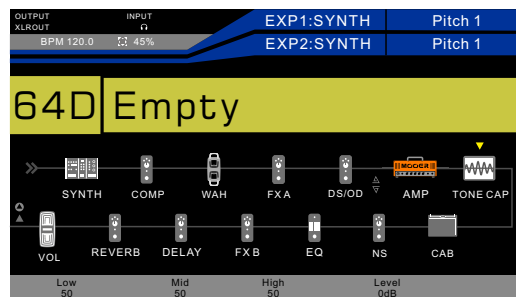 OUTPUT INPUT
XLROUT
BPM 120.0 45%
EXP1:SYNTH Pitch 1
EXP2:SYNTH Pitch 1
64D Empty
MOOER
SYNTH COMP WAH FX A DS/OD AMP TONE CAP
VOL REVERB DELAY FX B EQ NS CAB
Low Mid High Level
50 50 50 0dB